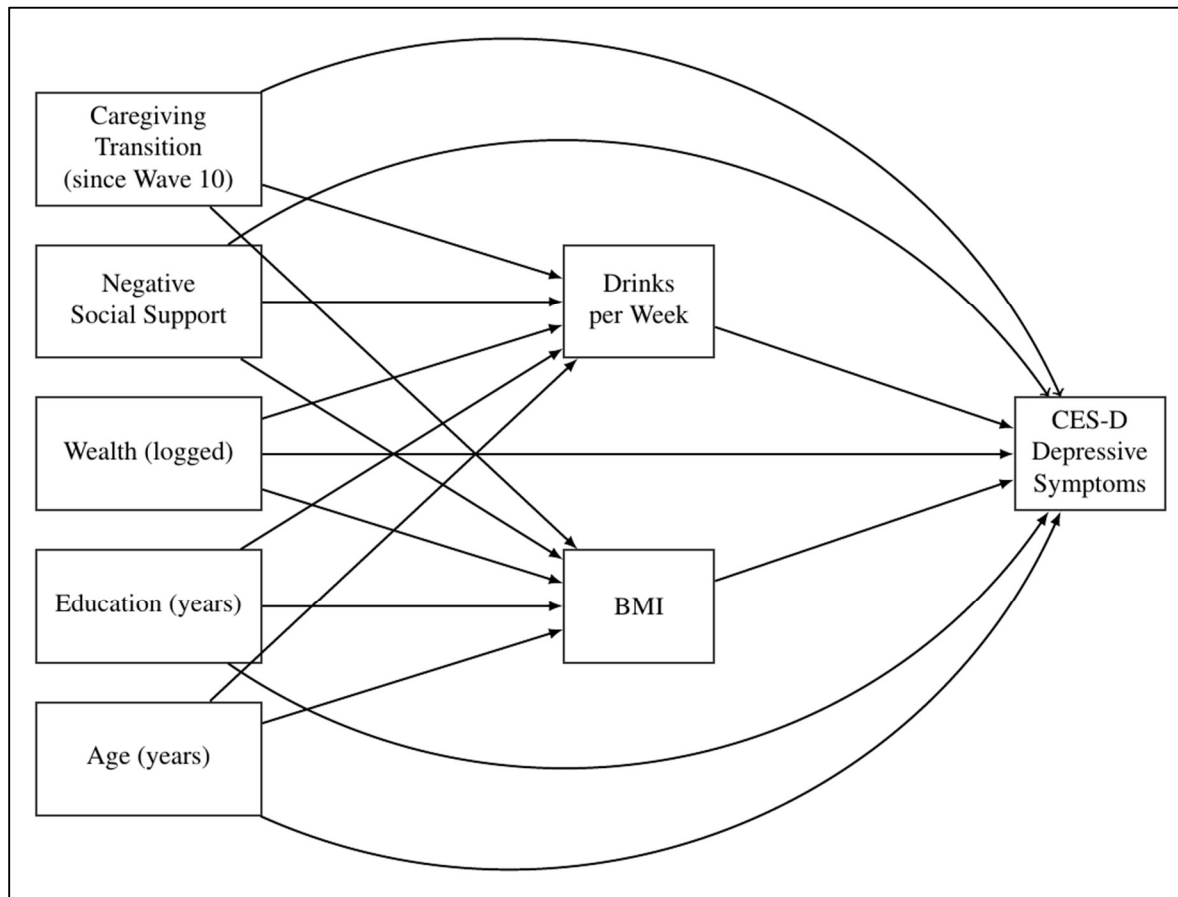 Caregiving
Transition
(since Wave 10)
Negative
Social Support
Wealth (logged)
Education (years)
Age (years)
Drinks
per Week
BMI
CES-D
Depressive
Symptoms